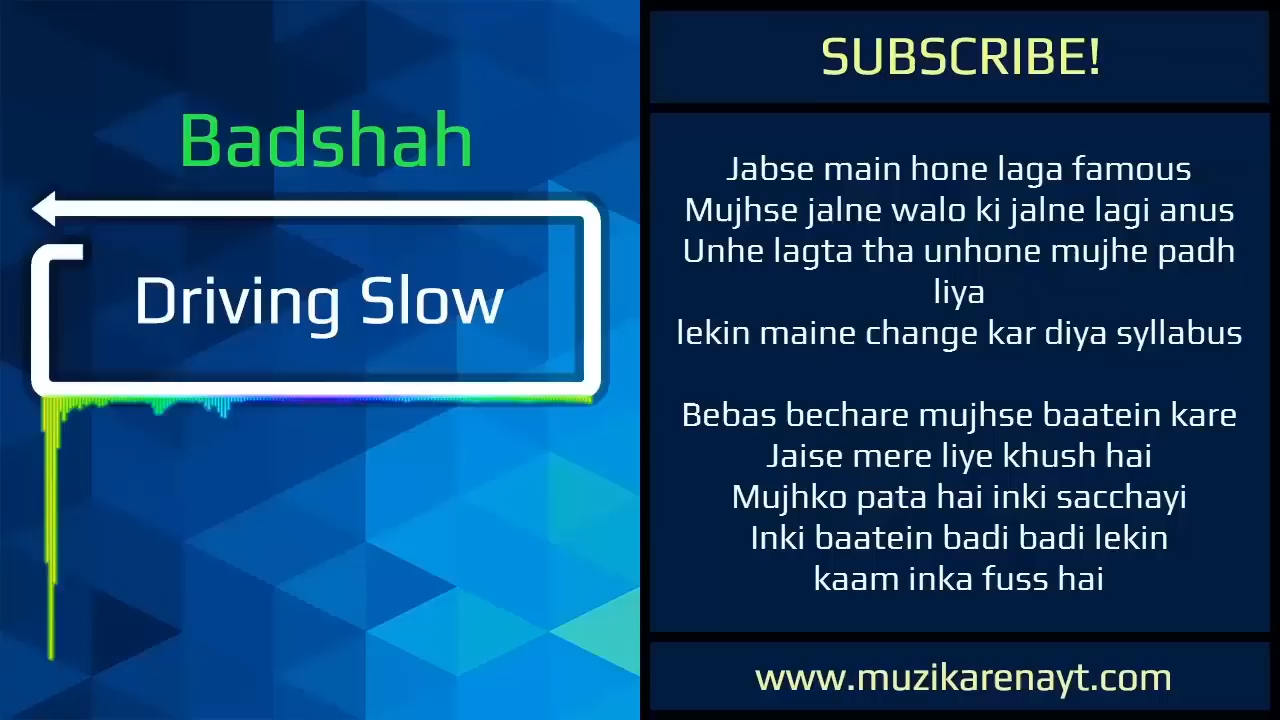 Badshah
Driving Slow
SUBSCRIBE!
Jabse main hone laga famous
Mujhse jalne walo ki jalne lagi anus
Unhe lagta tha unhone mujhe padh
liya
lekin maine change kar diya syllabus
Bebas bechare mujhse baatein kare
Jaise mere liye khush hai
Mujhko pata hai inki sacchayi
Inki baatein badi badi lekin
kaam inka fuss hai
www.muzikarenayt.com